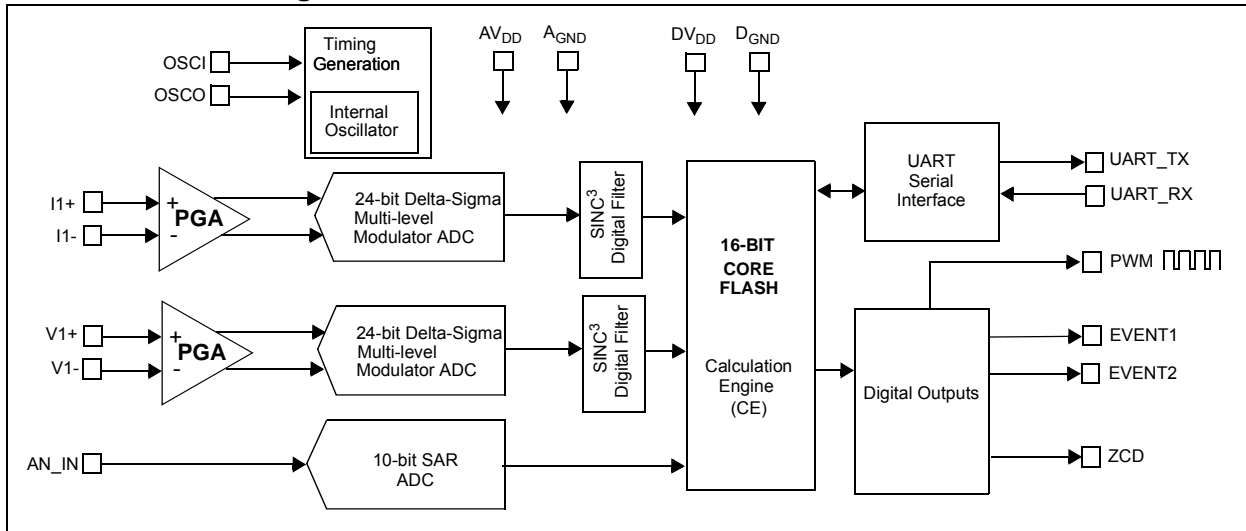 AVDD
AGND
DVDD
DGND
OSCI
OSCO
Timing
Generation
Internal
Oscillator
I1+
I1-
+
-
PGA
24-bit Delta-Sigma
Multi-level
Modulator ADC
SINC³
Digital Filter
V1+
V1-
+
-
PGA
24-bit Delta-Sigma
Multi-level
Modulator ADC
SINC³
Digital Filter
AN_IN
10-bit SAR
ADC
16-BIT
CORE
FLASH
Calculation
Engine
(CE)
UART
Serial
Interface
UART_TX
UART_RX
Digital Outputs
PWM
EVENT1
EVENT2
ZCD